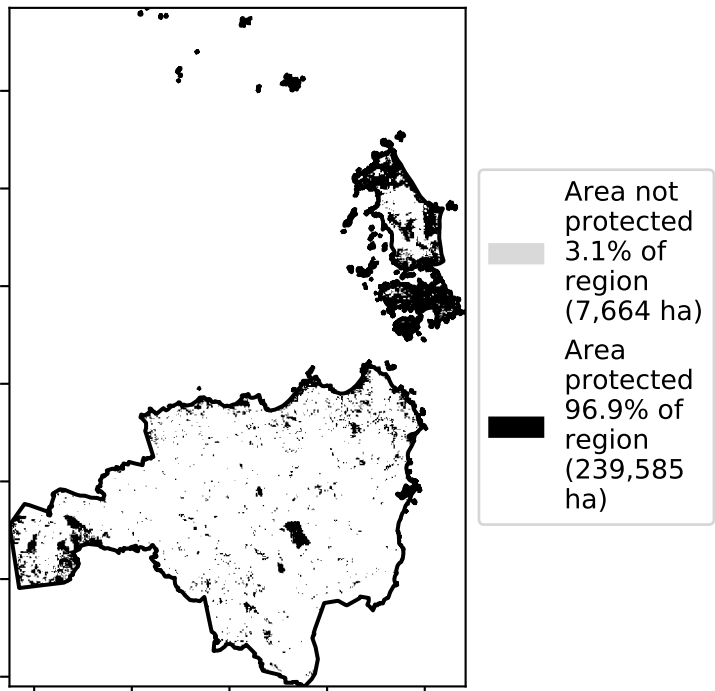 Area not
protected
3.1% of
region
(7,664 ha)
Area
protected
96.9% of
region
(239,585
ha)